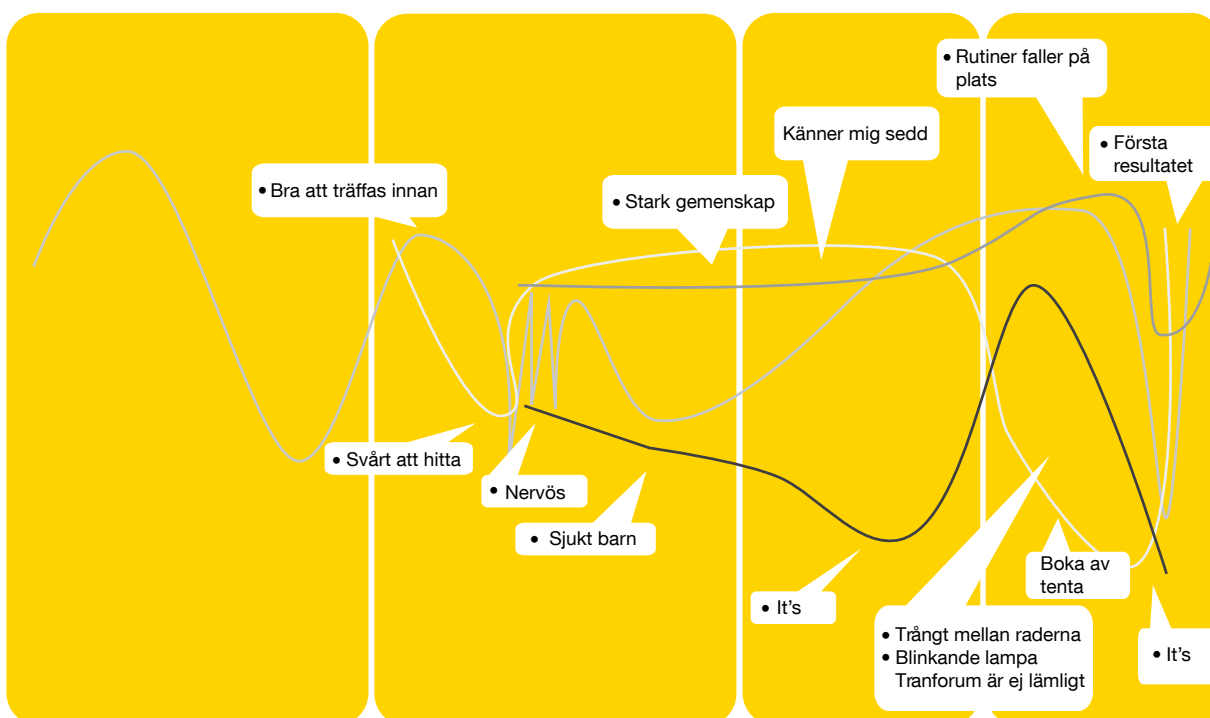 • Rutiner faller på
plats
Känner mig sedd
• Första
resultatet
• Bra att träffas innan
• Stark gemenskap
• Svårt att hitta
• Nervös
• Sjukt barn
Boka av
tenta
• It's
• Trångt mellan raderna
• Blinkande lampa
Tranforum är ej lämligt
• It's